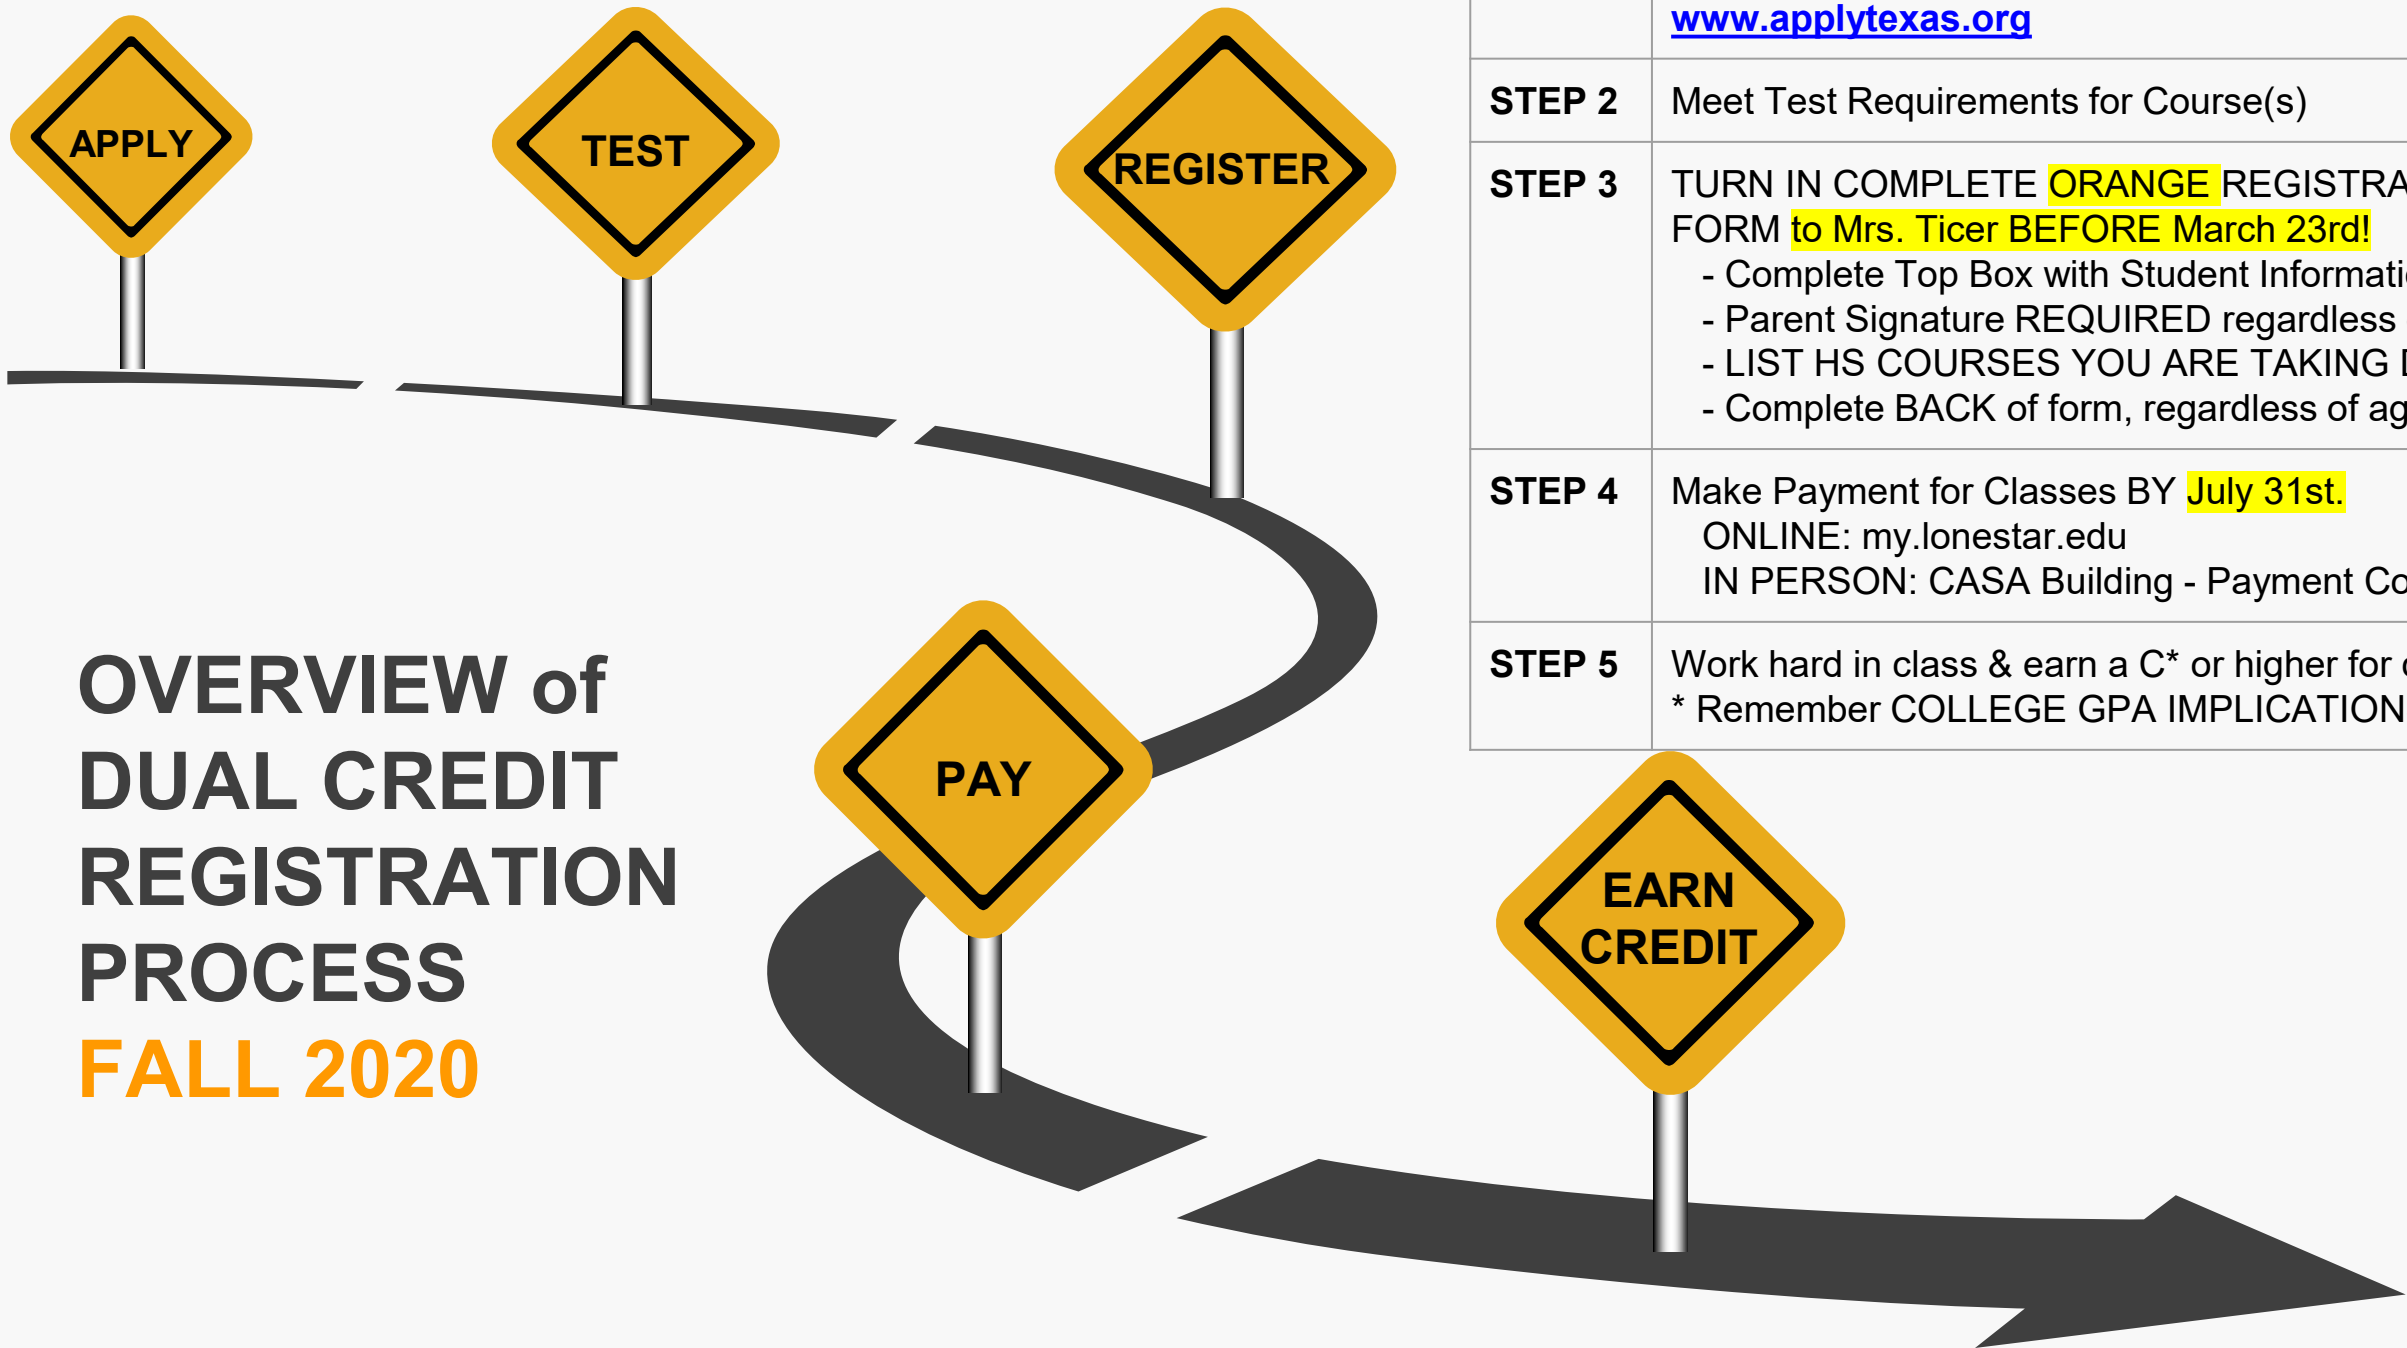 APPLY
TEST
REGISTER
PAY
EARN
CREDIT
OVERVIEW of
DUAL CREDIT
REGISTRATION
PROCESS
FALL 2020
www.applytexas.org
STEP 2 Meet Test Requirements for Course(s)
STEP 3 TURN IN COMPLETE ORANGE
FORM to Mrs. Ticer BEFORE March 23rd!
- Complete Top Box with Student
- Parent Signature REQUIRED regardless
- LIST HS COURSES YOU ARE TAKING
- Complete BACK of form, regardless of
STEP 4 Make Payment for Classes BY July 31st.
ONLINE: my.lonestar.edu
IN PERSON: CASA Building - Payment
STEP 5 Work hard in class & earn a C* or higher for
* Remember COLLEGE GPA IMPLICATION